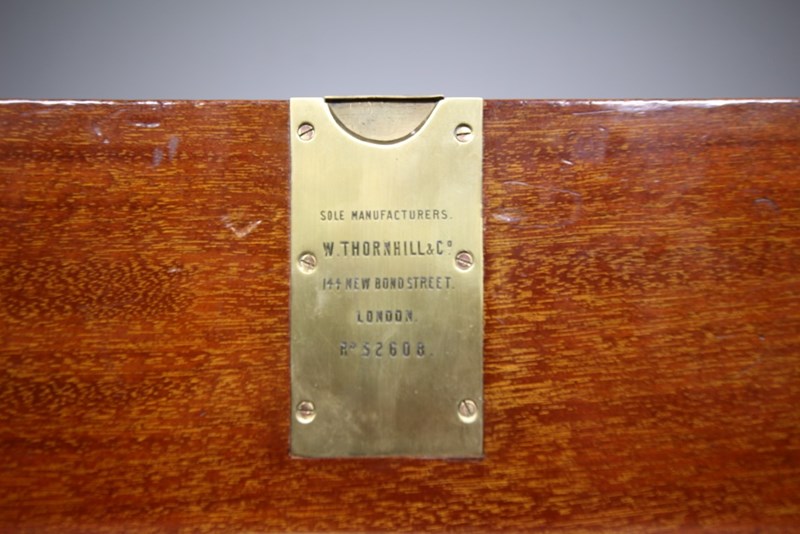 SOLE MANUFACTURERS.
W. THORNHILL & Cº
144 NEW BOND STREET.
LONDON.
Rᴰ 52608.